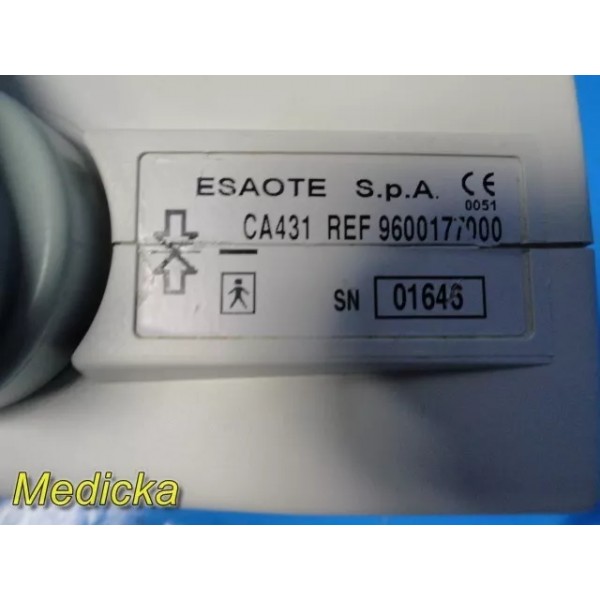 ESAOTE S.p.A. CE
0051
CA431 REF 9600177000
SN 01646
Medicka